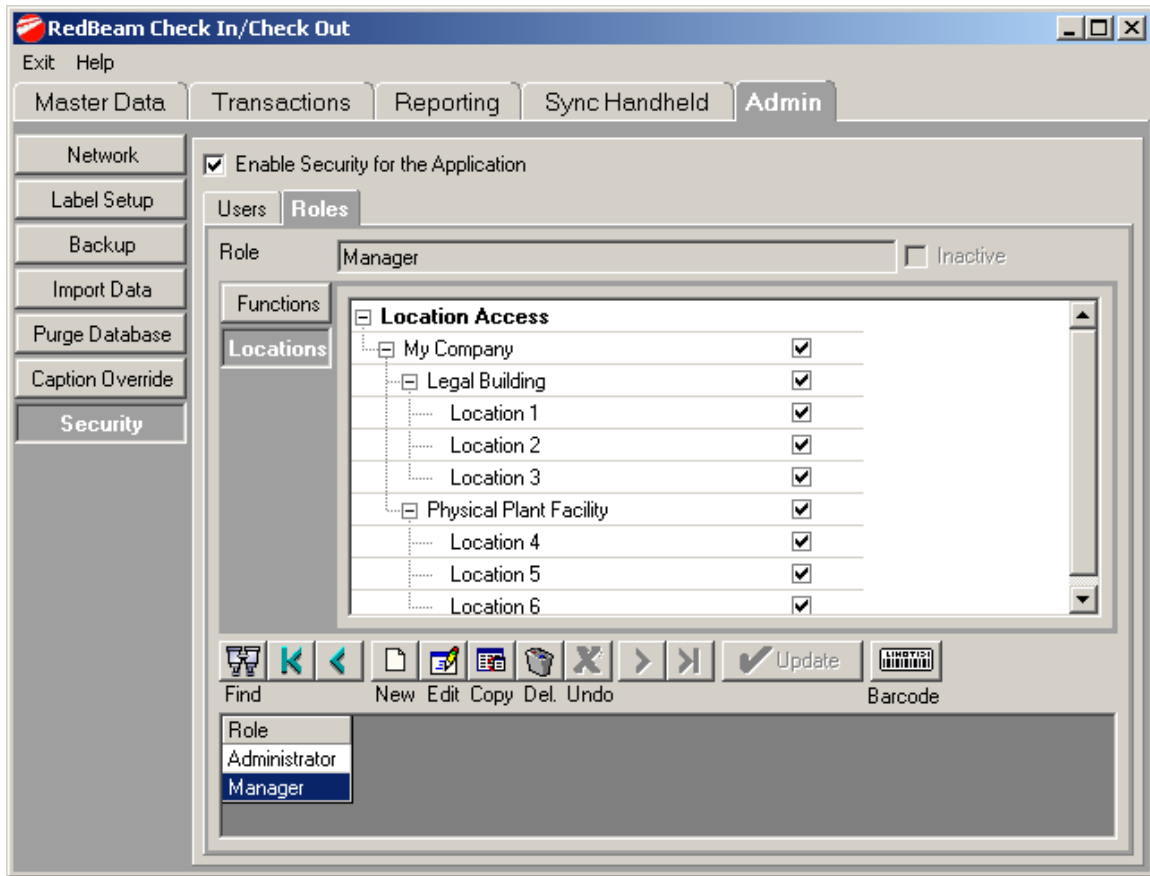 RedBeam Check In/Check Out
Exit Help
Master Data Transactions Reporting Sync Handheld Admin
Network
Label Setup
Backup
Import Data
Purge Database
Caption Override
Security
Enable Security for the Application
Users Roles
Role Manager Inactive
Functions
Locations
Location Access
My Company
Legal Building
Location 1
Location 2
Location 3
Physical Plant Facility
Location 4
Location 5
Location 6
Update
Find New Edit Copy Del. Undo Barcode
Role
Administrator
Manager